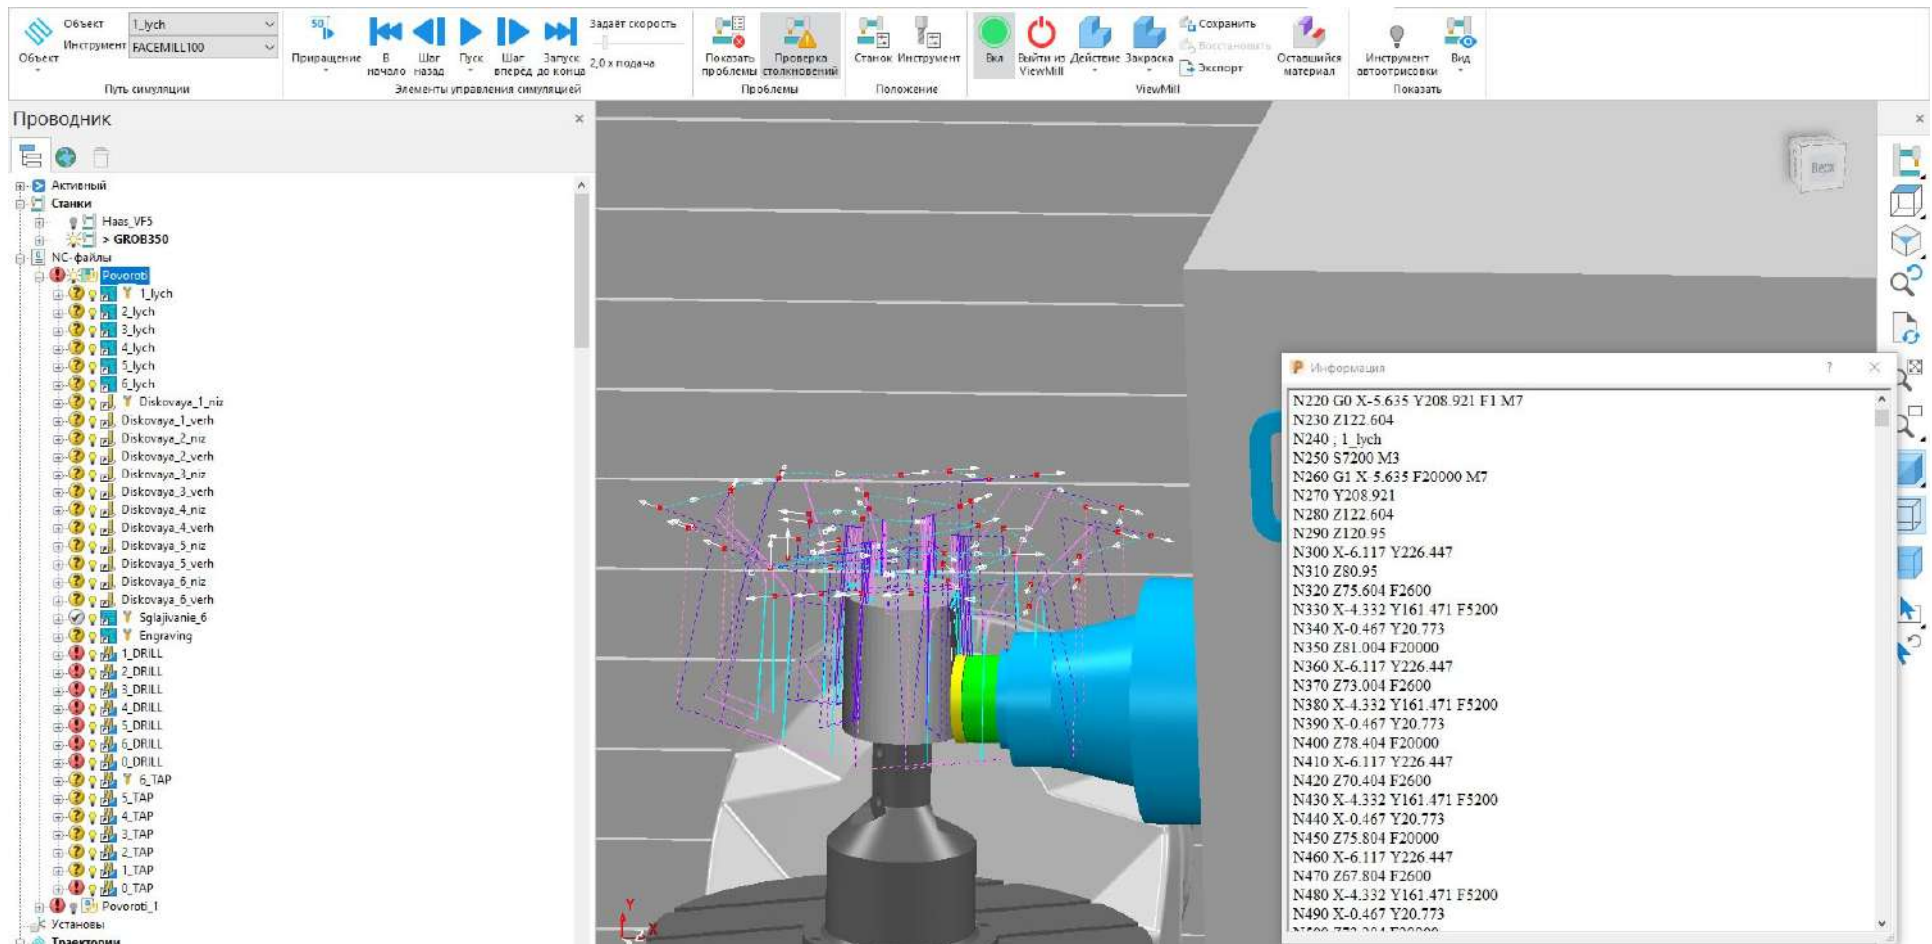 Объект 1_lych
Инструмент FACEMILL100
Объект
Путь симуляции
50
Приращение
В начало
Шаг назад
Пуск
Шаг вперёд
Запуск до конца
Задаёт скорость
2,0 x подача
Элементы управления симуляцией
Показать проблемы
Проверка столкновений
Проблемы
Станок
Инструмент
Положение
Вкл
Выйти из ViewMill
Действие
Закраска
Сохранить
Восстановить
Экспорт
Оставшийся материал
ViewMill
Инструмент автоотрисовки
Вид
Показать
Проводник
Активный
Станки
Haas_VF5
> GROB350
NC-файлы
Povoroti
1_lych
2_lych
3_lych
4_lych
5_lych
6_lych
Diskovaya_1_niz
Diskovaya_1_verh
Diskovaya_2_niz
Diskovaya_2_verh
Diskovaya_3_niz
Diskovaya_3_verh
Diskovaya_4_niz
Diskovaya_4_verh
Diskovaya_5_niz
Diskovaya_5_verh
Diskovaya_6_niz
Diskovaya_6_verh
Sglajivanie_6
Engraving
1_DRILL
2_DRILL
3_DRILL
4_DRILL
5_DRILL
6_DRILL
0_DRILL
6_TAP
5_TAP
4_TAP
3_TAP
2_TAP
1_TAP
0_TAP
Povoroti_1
Установы
Траектории
Верх
Y
X
Z
Информация
N220 G0 X-5.635 Y208.921 F1 M7
N230 Z122.604
N240 ; 1_lych
N250 S7200 M3
N260 G1 X-5.635 F20000 M7
N270 Y208.921
N280 Z122.604
N290 Z120.95
N300 X-6.117 Y226.447
N310 Z80.95
N320 Z75.604 F2600
N330 X-4.332 Y161.471 F5200
N340 X-0.467 Y20.773
N350 Z81.004 F20000
N360 X-6.117 Y226.447
N370 Z73.004 F2600
N380 X-4.332 Y161.471 F5200
N390 X-0.467 Y20.773
N400 Z78.404 F20000
N410 X-6.117 Y226.447
N420 Z70.404 F2600
N430 X-4.332 Y161.471 F5200
N440 X-0.467 Y20.773
N450 Z75.804 F20000
N460 X-6.117 Y226.447
N470 Z67.804 F2600
N480 X-4.332 Y161.471 F5200
N490 X-0.467 Y20.773